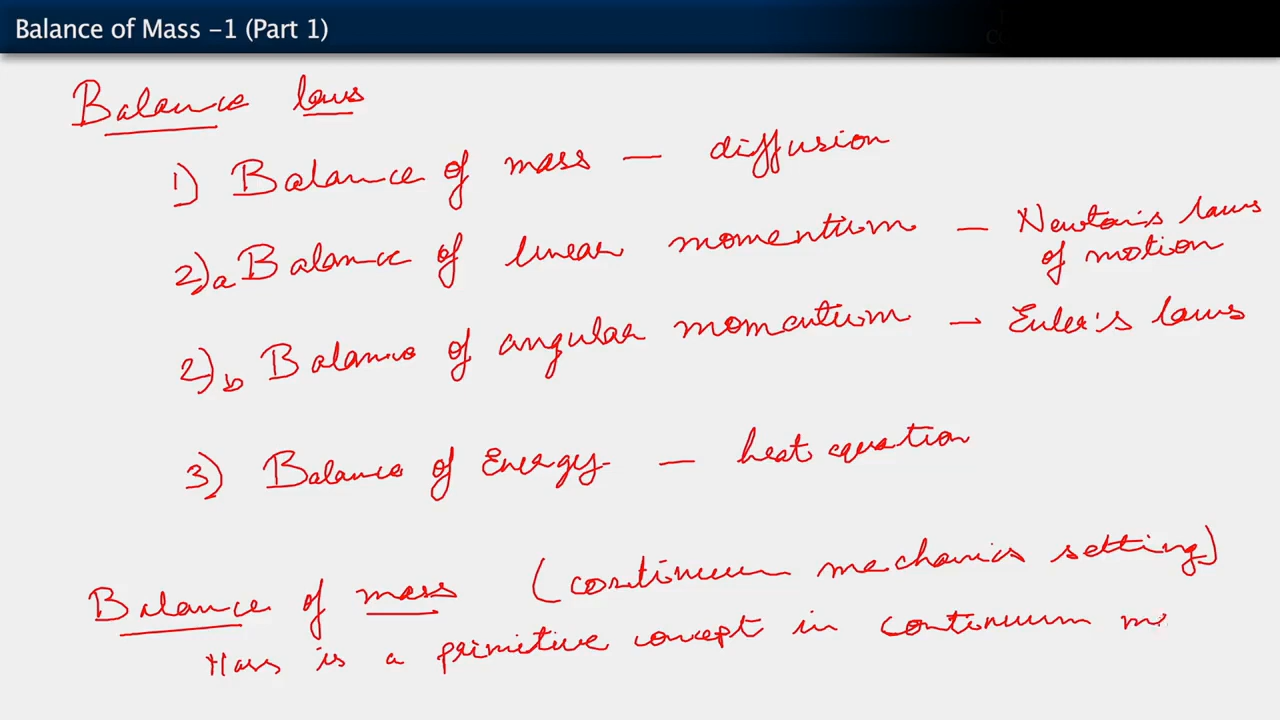 Balance of Mass -1 (Part 1)
Balance laws
1) Balance of mass — diffusion
2)a Balance of linear momentum — Newton's laws
of motion
2)b Balance of angular momentum — Euler's laws
3) Balance of Energy — heat equation
Balance of mass (continuum mechanics setting)
Mass is a primitive concept in continuum m